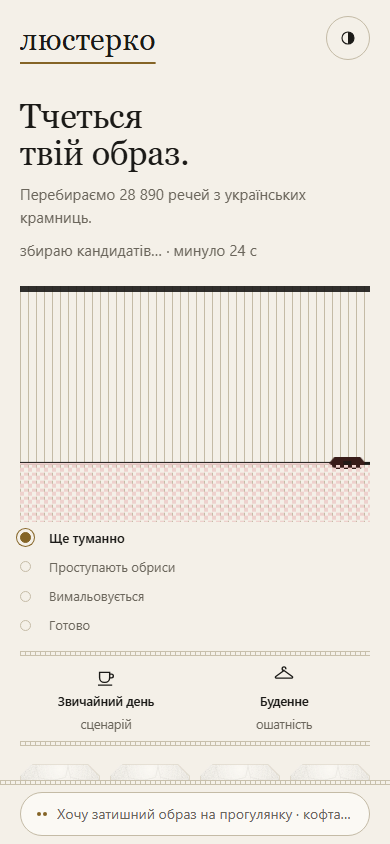 люстерко
Тчеться
твій образ.
Перебираємо 28 890 речей з українських
крамниць.
збираю кандидатів… · минуло 24 с
Ще туманно
Проступають обриси
Вимальовується
Готово
Звичайний день
сценарій
Буденне
ошатність
Хочу затишний образ на прогулянку · кофта…